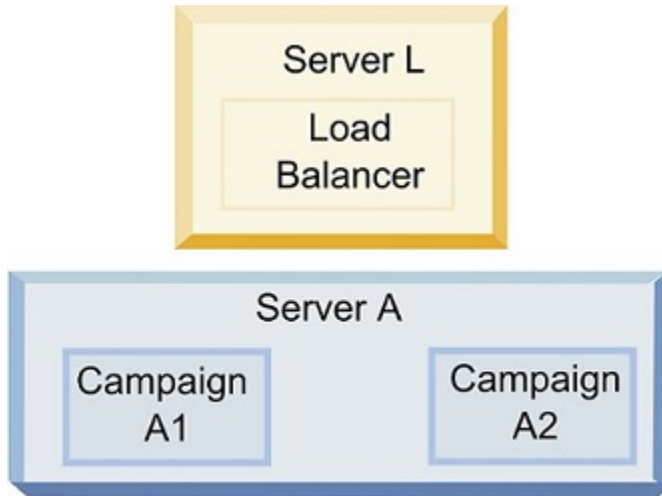 Server L
Load
Balancer
Server A
Campaign
A1
Campaign
A2